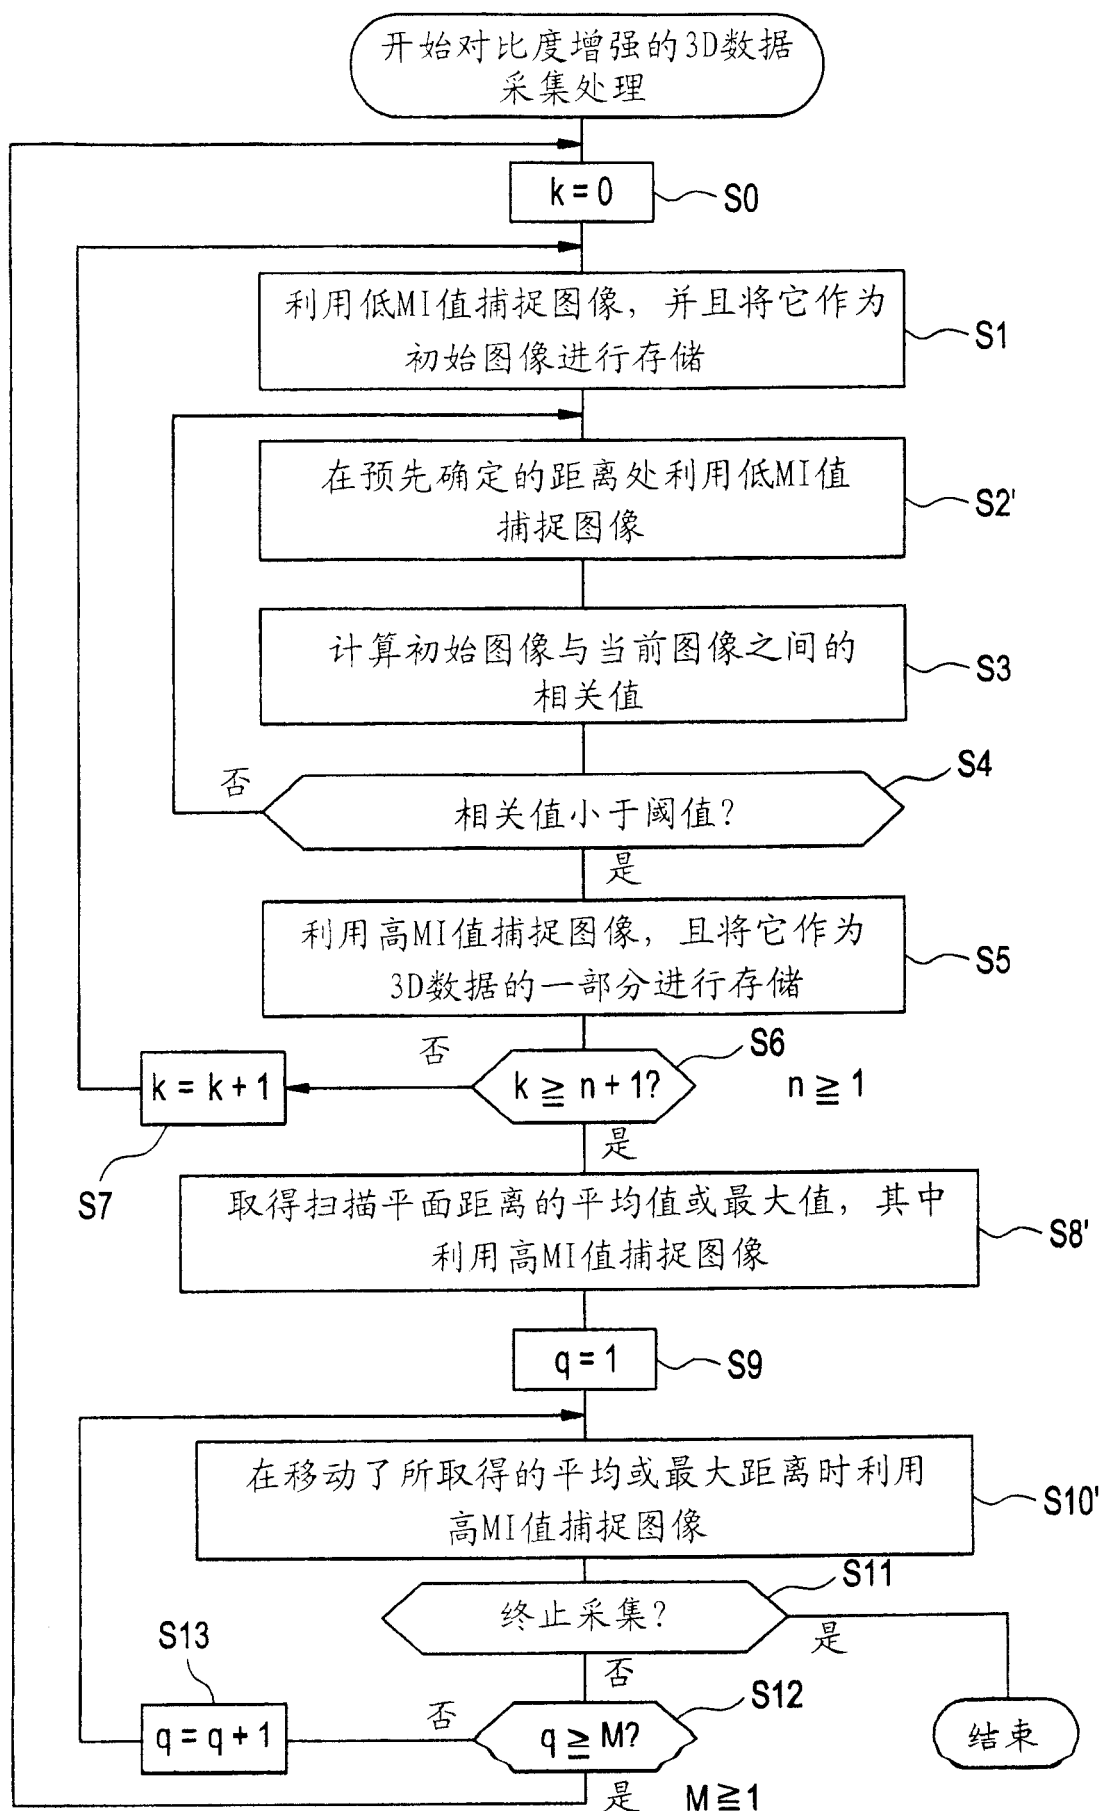 开始对比度增强的3D数据
采集处理
k = 0
S0
利用低MI值捕捉图像，并且将它作为
初始图像进行存储
S1
在预先确定的距离处利用低MI值
捕捉图像
S2'
计算初始图像与当前图像之间的
相关值
S3
S4
否
相关值小于阈值？
是
利用高MI值捕捉图像，且将它作为
3D数据的一部分进行存储
S5
S6
否
k = k + 1
k ≧ n + 1?
n ≧ 1
是
S7
取得扫描平面距离的平均值或最大值，其中
利用高MI值捕捉图像
S8'
q = 1
S9
在移动了所取得的平均或最大距离时利用
高MI值捕捉图像
S10'
S11
终止采集？
是
S13
否
S12
否
q = q + 1
q ≧ M?
结束
是
M ≧ 1